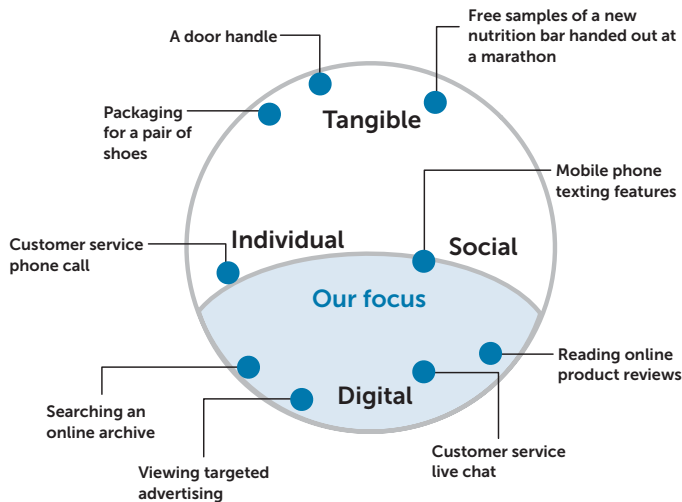 A door handle
Free samples of a new
nutrition bar handed out at
a marathon
Packaging
for a pair of
shoes
Tangible
Mobile phone
texting features
Customer service
phone call
Individual
Social
Our focus
Reading online
product reviews
Searching an
online archive
Digital
Customer service
live chat
Viewing targeted
advertising